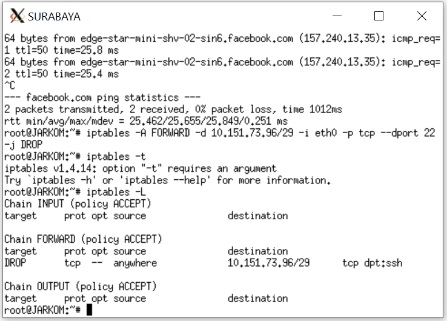 SURABAYA
64 bytes from edge-star-mini-shv-02-sin6.facebook.com (157.240.13.35): icmp_req=
1 ttl=50 time=25.8 ms
64 bytes from edge-star-mini-shv-02-sin6.facebook.com (157.240.13.35): icmp_req=
2 ttl=50 time=25.4 ms
^C
--- facebook.com ping statistics ---
2 packets transmitted, 2 received, 0% packet loss, time 1012ms
rtt min/avg/max/mdev = 25.462/25.655/25.849/0.251 ms
root@JARKOM:~# iptables -A FORWARD -d 10.151.73.96/29 -i eth0 -p tcp --dport 22
-j DROP
root@JARKOM:~# iptables -t
iptables v1.4.14: option "-t" requires an argument
Try `iptables -h' or 'iptables --help' for more information.
root@JARKOM:~# iptables -L
Chain INPUT (policy ACCEPT)
target prot opt source destination
Chain FORWARD (policy ACCEPT)
target prot opt source destination
DROP tcp -- anywhere 10.151.73.96/29 tcp dpt:ssh
Chain OUTPUT (policy ACCEPT)
target prot opt source destination
root@JARKOM:~#